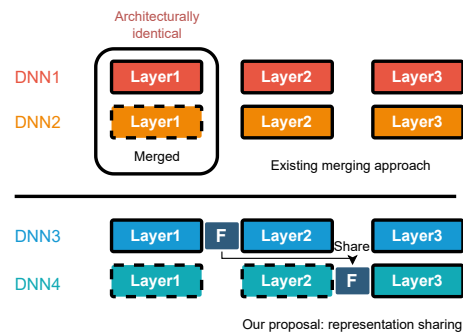 Architecturally
identical
DNN1 Layer1 Layer2 Layer3
DNN2 Layer1 Layer2 Layer3
Merged
Existing merging approach
DNN3 Layer1 F Layer2 Layer3
Share
DNN4 Layer1 Layer2 F Layer3
Our proposal: representation sharing